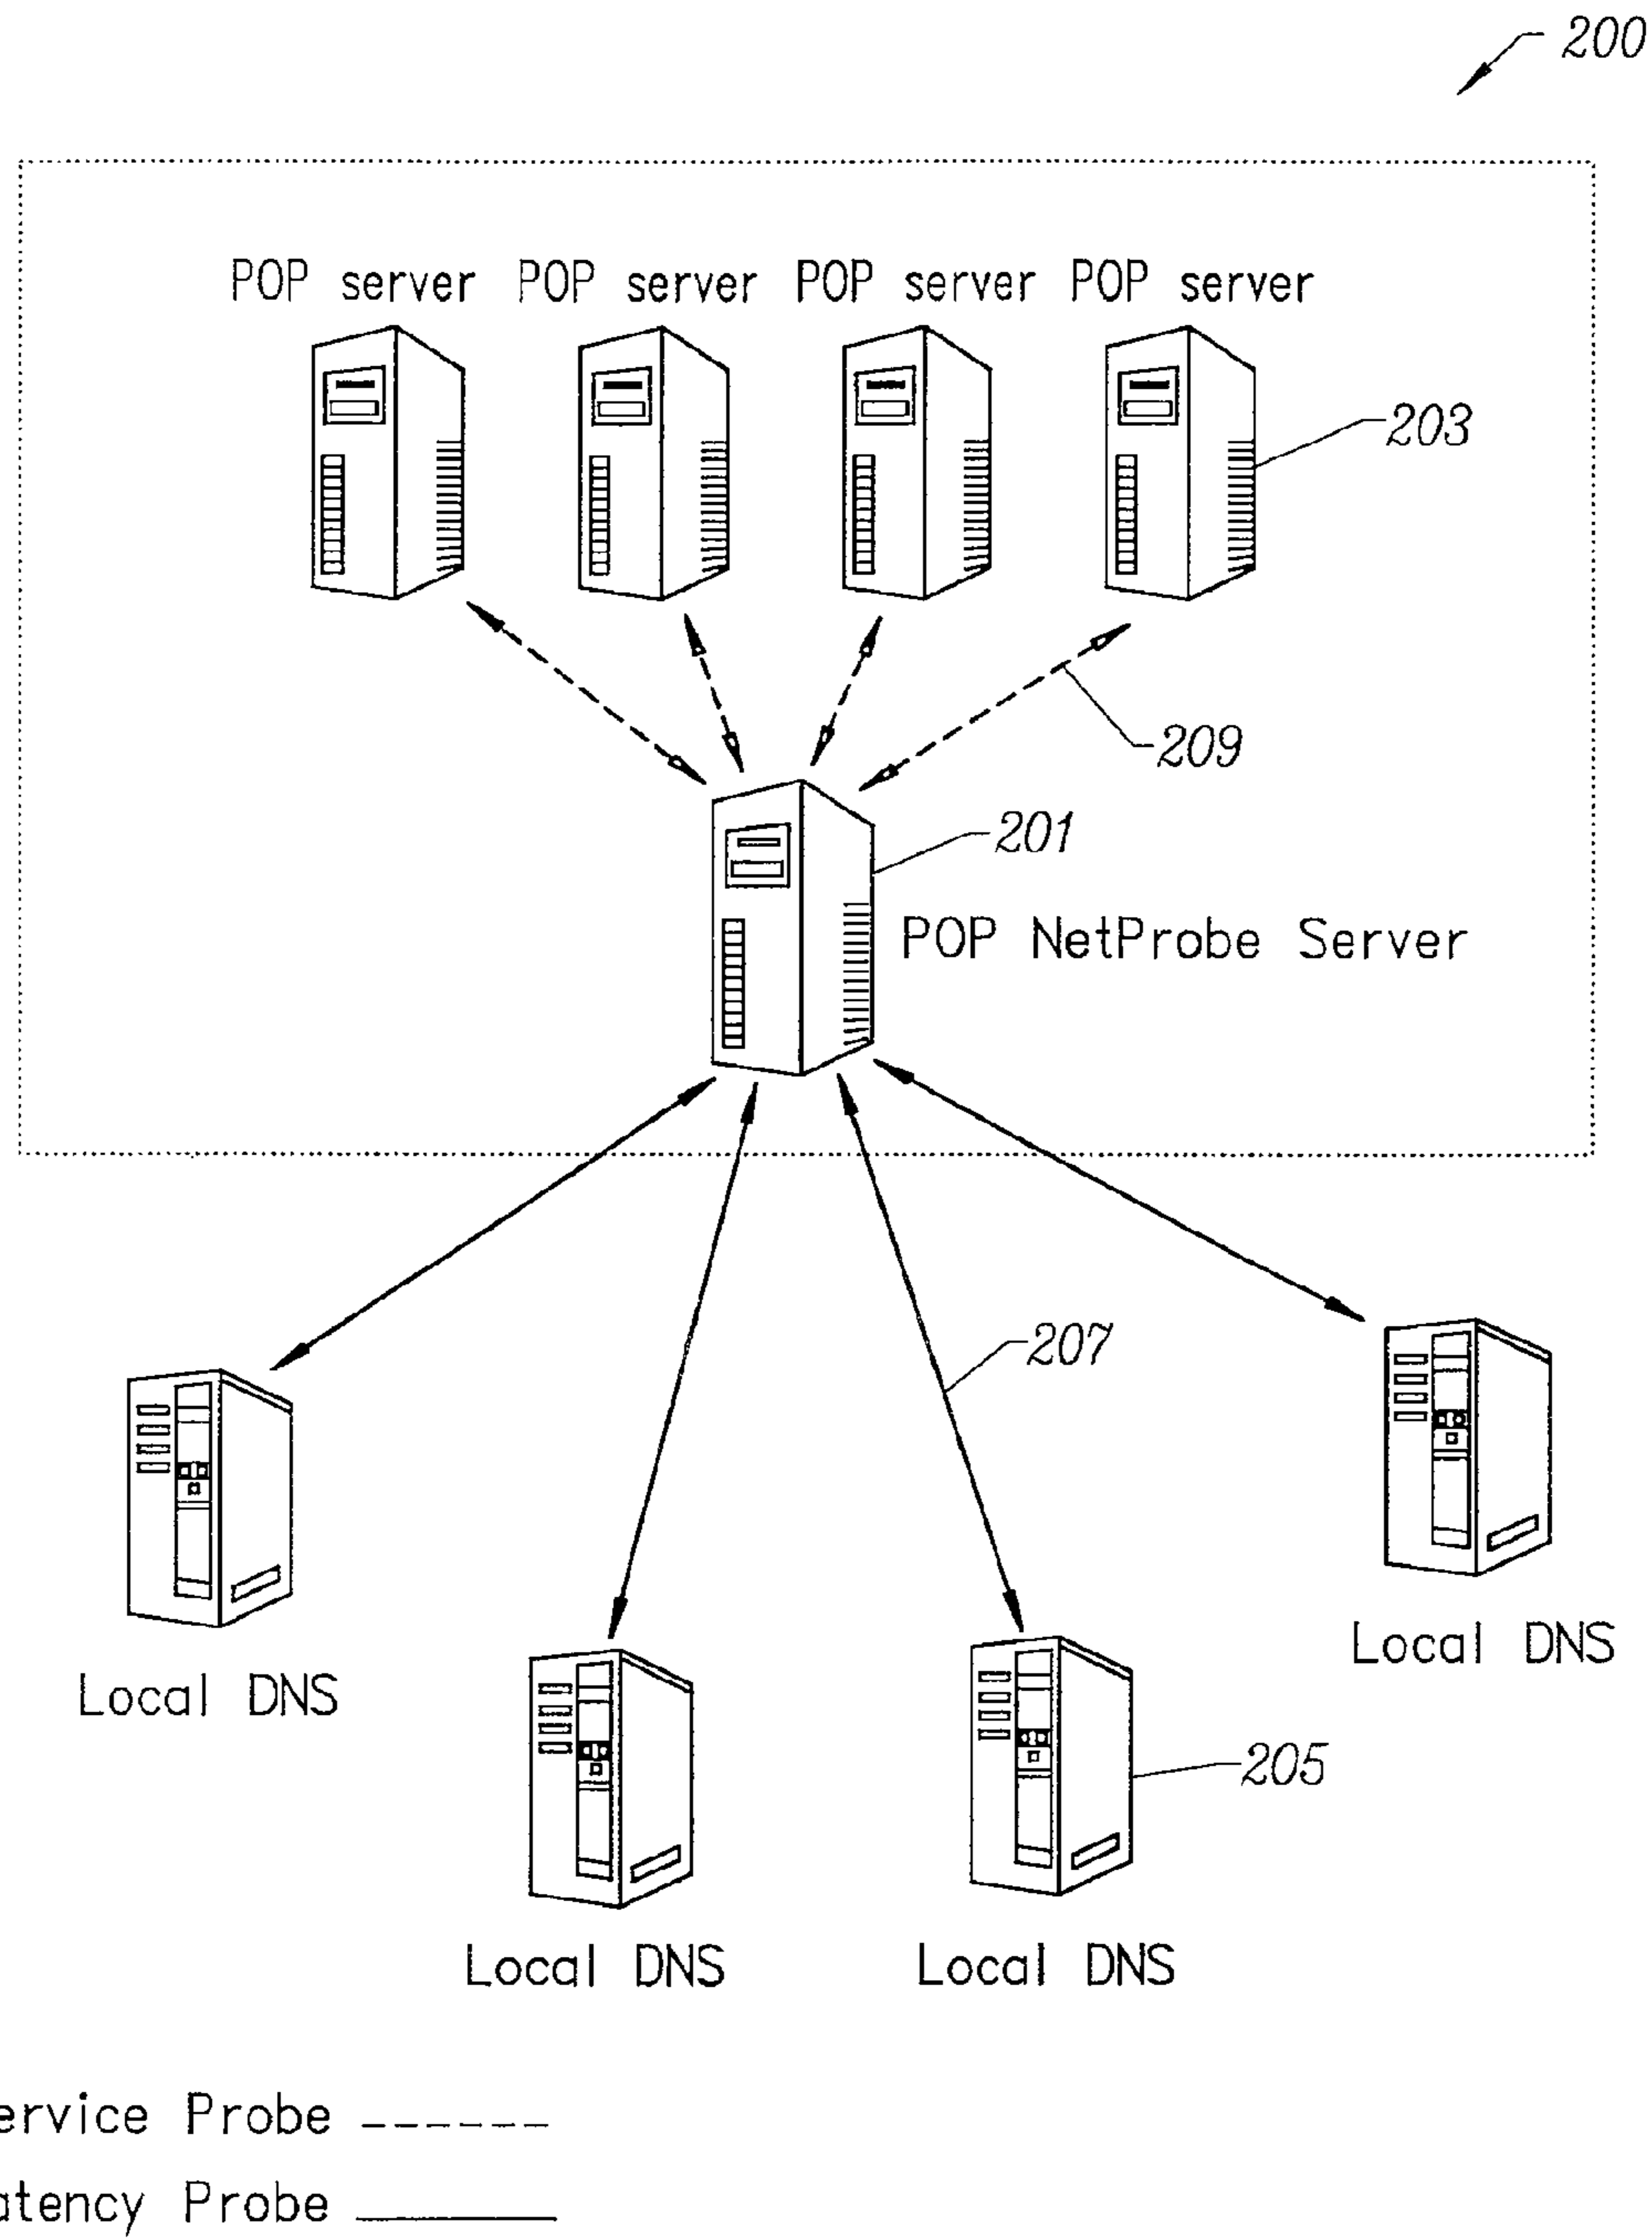 200
POP server POP server POP server POP server
203
209
201
POP NetProbe Server
207
Local DNS
Local DNS
205
Local DNS
Local DNS
ervice Probe
atency Probe